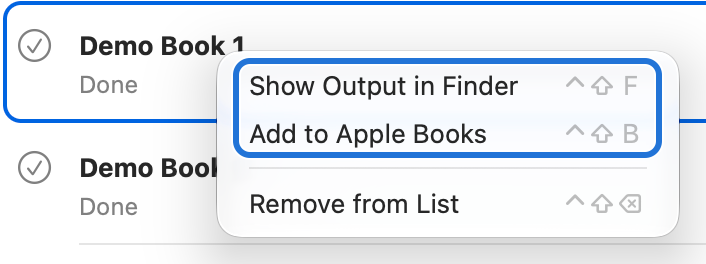 Demo Book 1
Done
Show Output in Finder ^⇧F
Add to Apple Books ^⇧B
Demo Book
Done
Remove from List ^⇧⌫